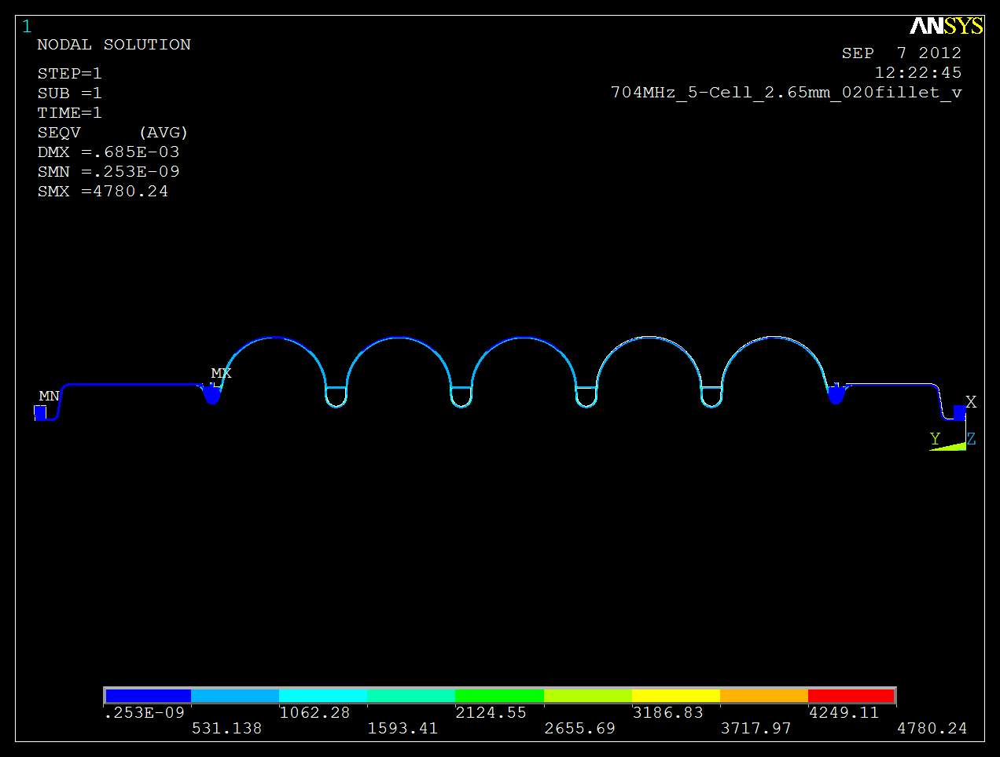 1
ANSYS
NODAL SOLUTION
SEP 7 2012
STEP=1
12:22:45
SUB =1
704MHz_5-Cell_2.65mm_020fillet_v
TIME=1
SEQV (AVG)
DMX =.685E-03
SMN =.253E-09
SMX =4780.24
MX
MN
X
Y Z
.253E-09 1062.28 2124.55 3186.83 4249.11
531.138 1593.41 2655.69 3717.97 4780.24